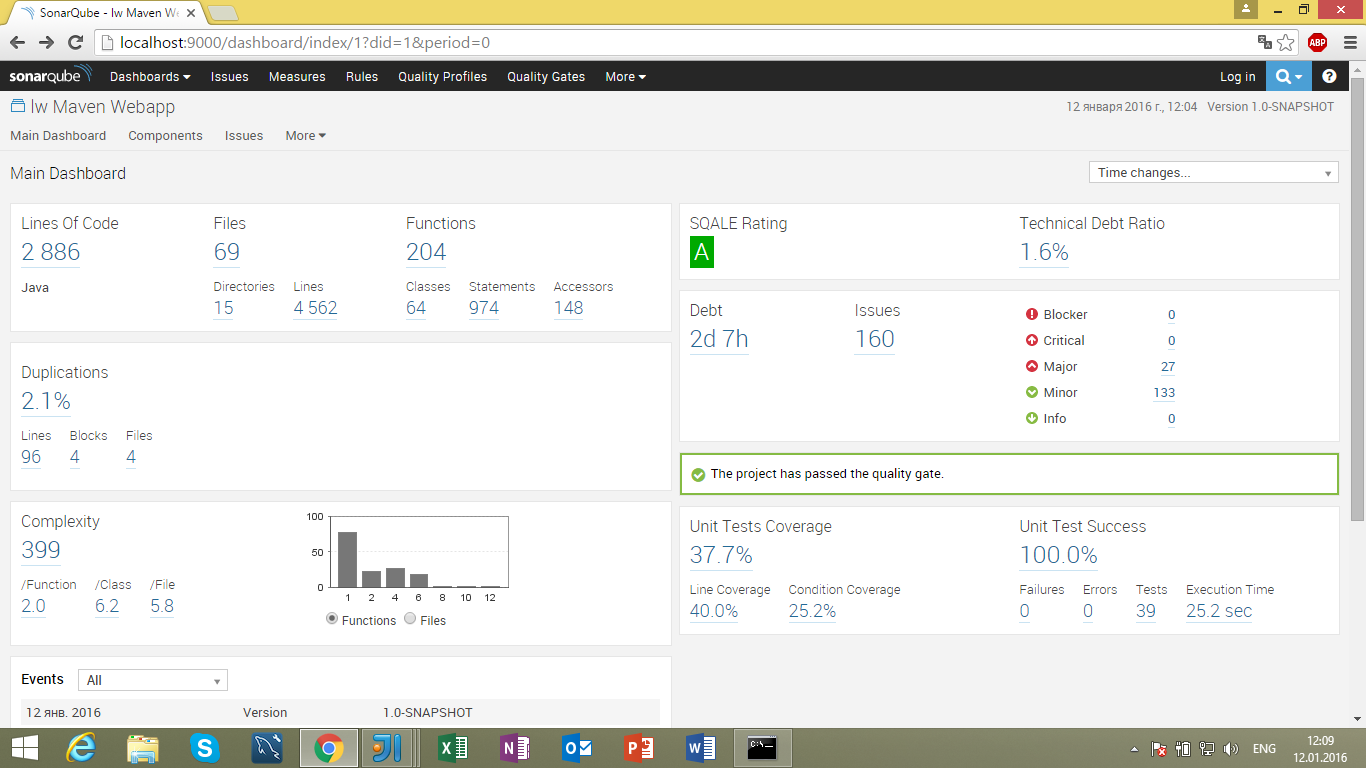 SonarQube - Iw Maven We
localhost:9000/dashboard/index/1?did=1&period=0
ABP
sonarqube Dashboards Issues Measures Rules Quality Profiles Quality Gates More Log in ?
Iw Maven Webapp
12 января 2016 г., 12:04 Version 1.0-SNAPSHOT
Main Dashboard Components Issues More
Main Dashboard
Time changes...
Lines Of Code Files Functions
2 886 69 204
Java
Directories Lines Classes Statements Accessors
15 4 562 64 974 148
SQALE Rating Technical Debt Ratio
A 1.6%
Debt Issues
2d 7h 160
Blocker 0
Critical 0
Major 27
Minor 133
Info 0
Duplications
2.1%
Lines Blocks Files
96 4 4
The project has passed the quality gate.
Complexity
399
/Function /Class /File
2.0 6.2 5.8
100
50
0
1 2 4 6 8 10 12
Functions Files
Unit Tests Coverage Unit Test Success
37.7% 100.0%
Line Coverage Condition Coverage Failures Errors Tests Execution Time
40.0% 25.2% 0 0 39 25.2 sec
Events All
12 янв. 2016 Version 1.0-SNAPSHOT
ENG
12:09
12.01.2016